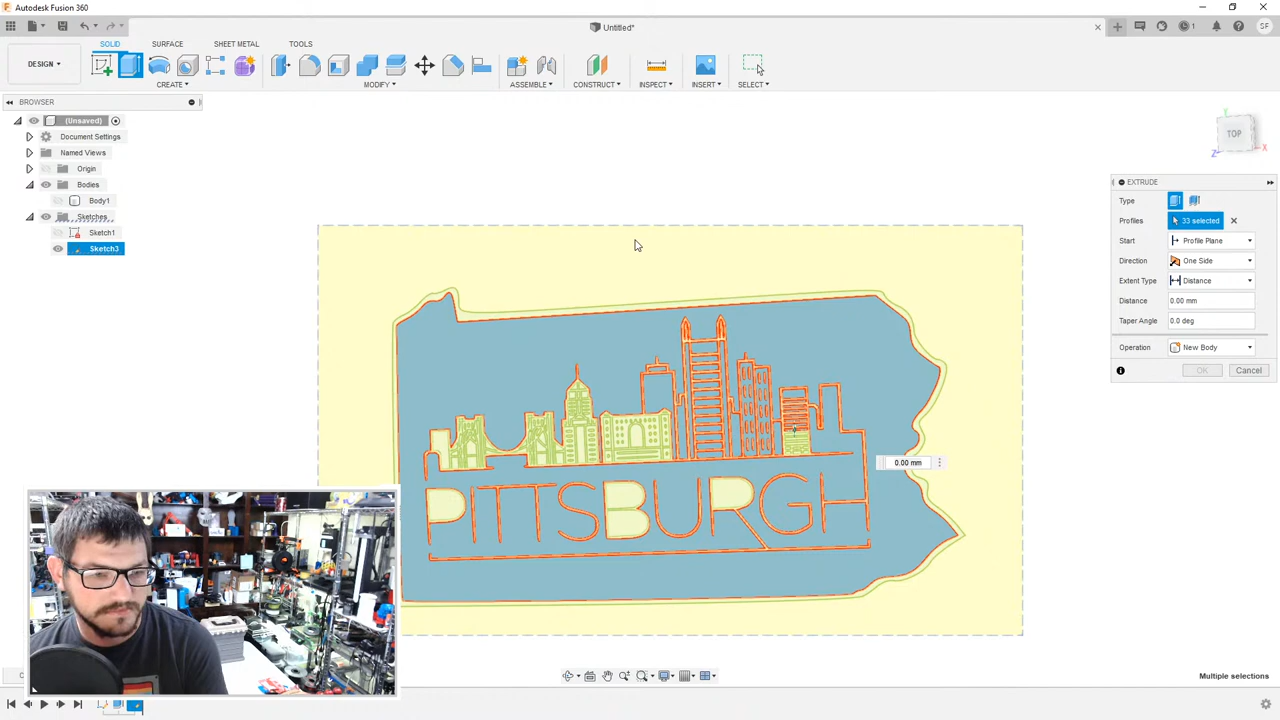 Autodesk Fusion 360
Untitled*
1
SF
DESIGN
SOLID
SURFACE
SHEET METAL
TOOLS
CREATE
MODIFY
ASSEMBLE
CONSTRUCT
INSPECT
INSERT
SELECT
BROWSER
(Unsaved)
Document Settings
Named Views
Origin
Bodies
Body1
Sketches
Sketch1
Sketch3
TOP
X
Z
EXTRUDE
Type
Profiles
33 selected
Start
Profile Plane
Direction
One Side
Extent Type
Distance
Distance
0.00 mm
Taper Angle
0.0 deg
Operation
New Body
OK
Cancel
0.00 mm
PITTSBURGH
Multiple selections